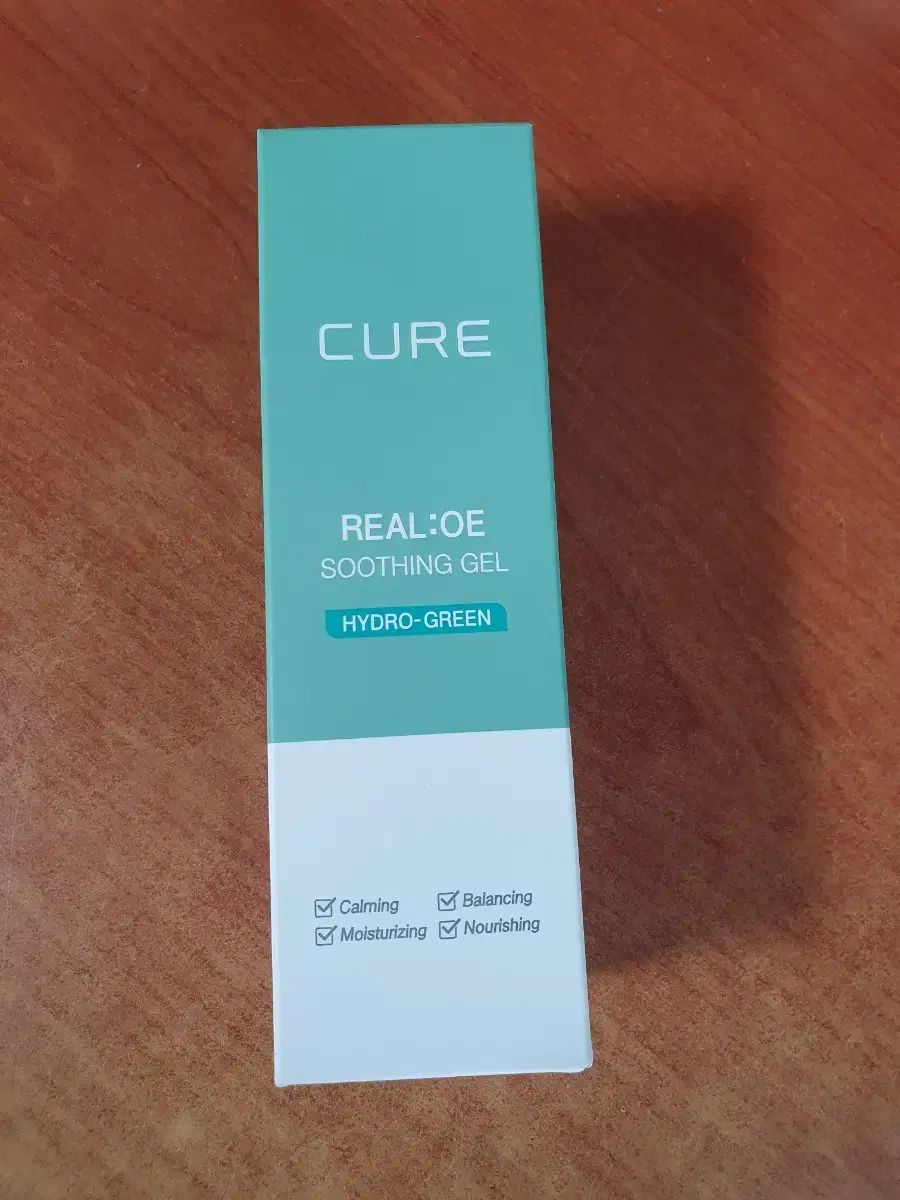 CURE
REAL:OE
SOOTHING GEL
HYDRO-GREEN
Calming Balancing
Moisturizing Nourishing